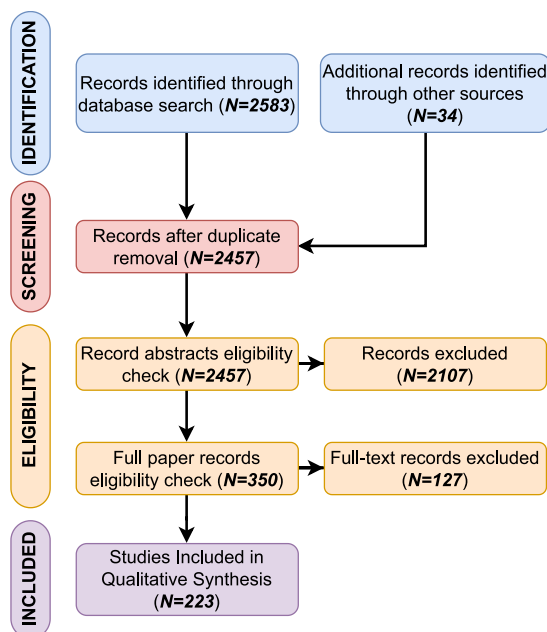 IDENTIFICATION
Records identified through
database search (N=2583)
Additional records identified
through other sources
(N=34)
SCREENING
Records after duplicate
removal (N=2457)
ELIGIBILITY
Record abstracts eligibility
check (N=2457)
Records excluded
(N=2107)
Full paper records
eligibility check (N=350)
Full-text records excluded
(N=127)
INCLUDED
Studies Included in
Qualitative Synthesis
(N=223)